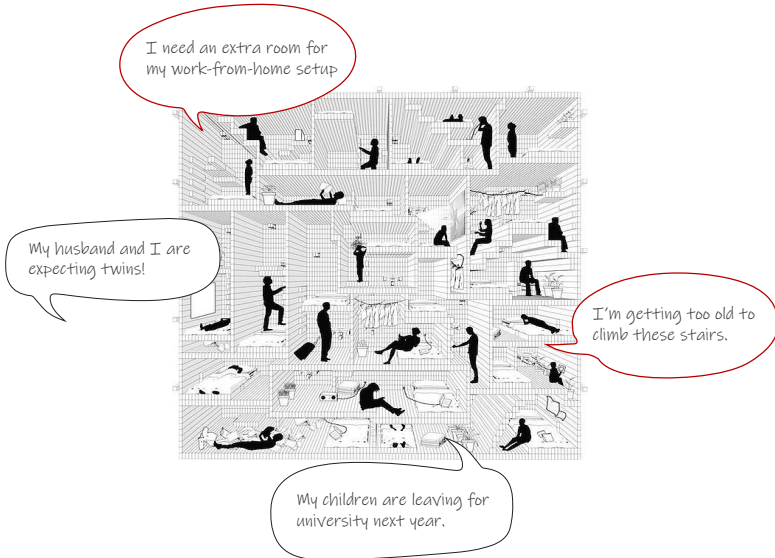 I need an extra room for
my work-from-home setup
My husband and I are
expecting twins!
I'm getting too old to
climb these stairs.
My children are leaving for
university next year.